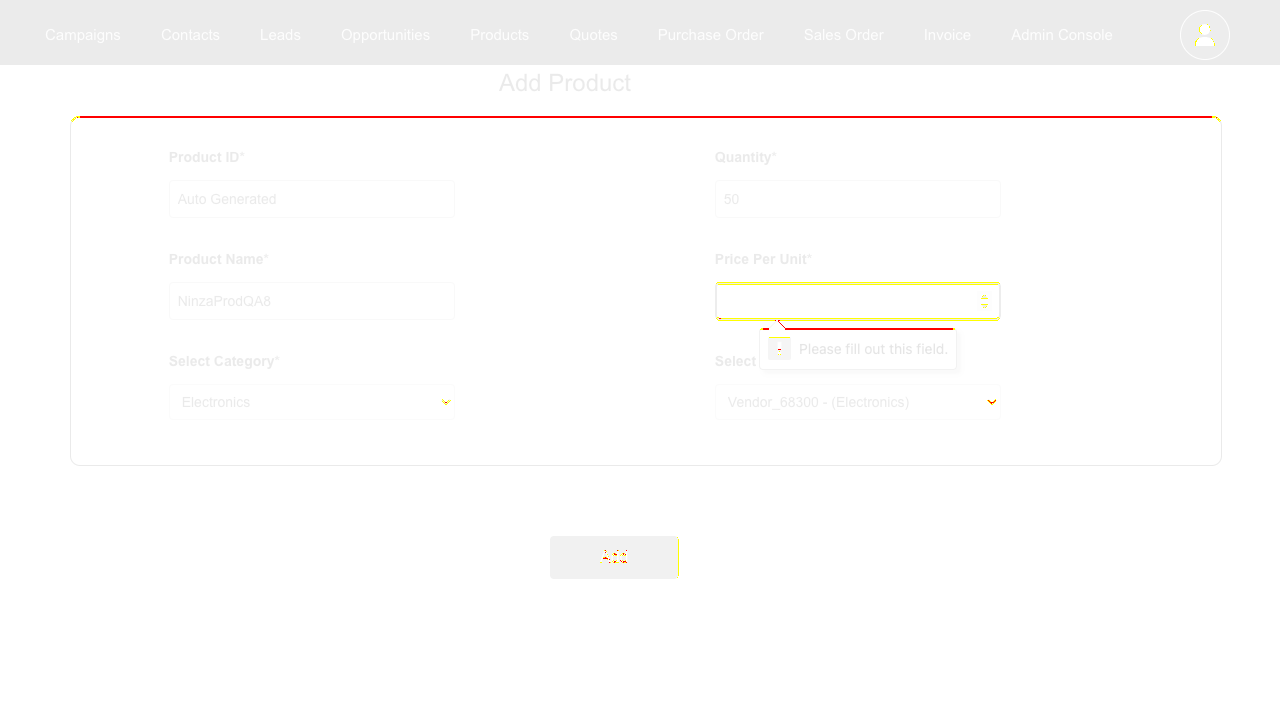 Campaigns Contacts Leads Opportunities Products Quotes Purchase Order Sales Order Invoice Admin Console
Add Product
Product ID* Quantity*
Auto Generated 50
Product Name* Price Per Unit*
NinzaProdQA8
Please fill out this field.
Select Category* Select
Electronics Vendor_68300 - (Electronics)
Add